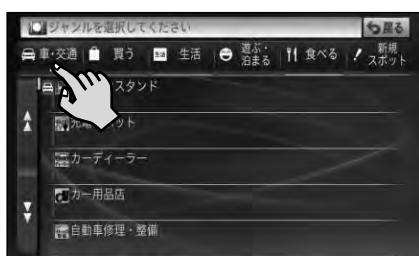 ジャンルを選択してください
戻る
車・交通
買う
生活
遊ぶ・
泊まる
食べる
新規
スポット
スタンド
カーディーラー
カー用品店
自動車修理・整備